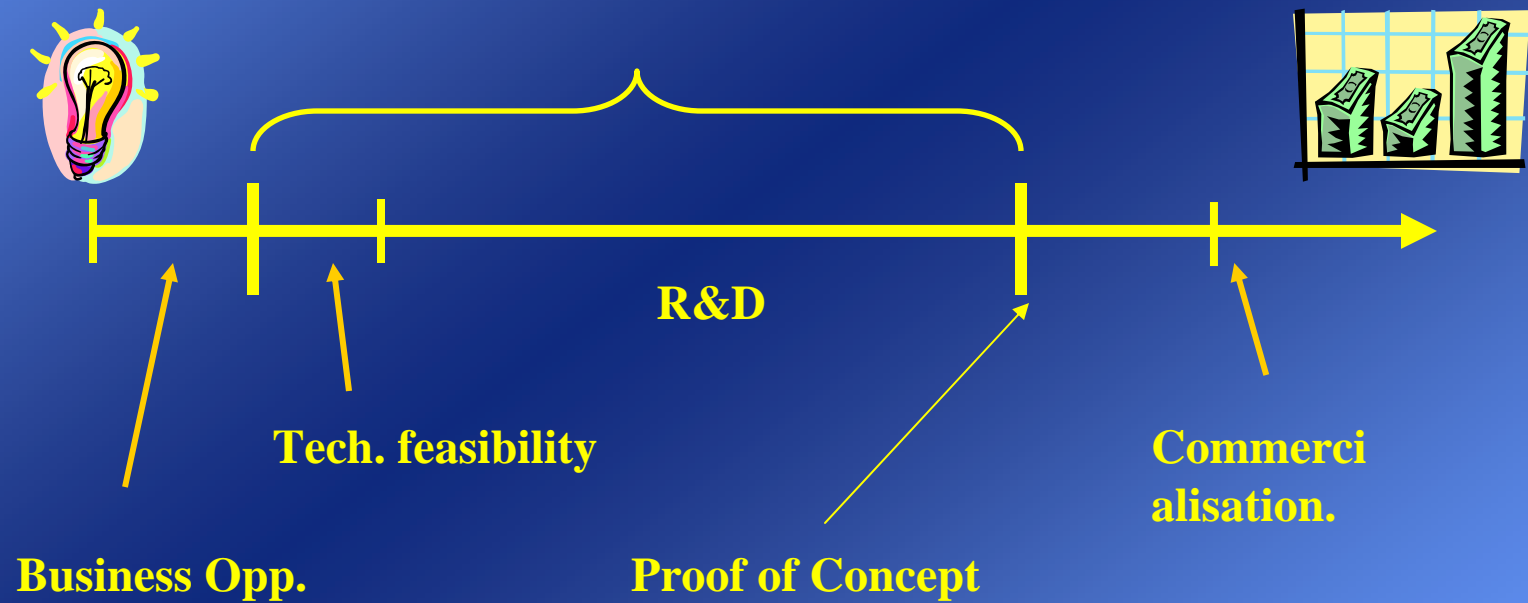 R&D
Tech. feasibility
Commerci
alisation.
Business Opp.
Proof of Concept